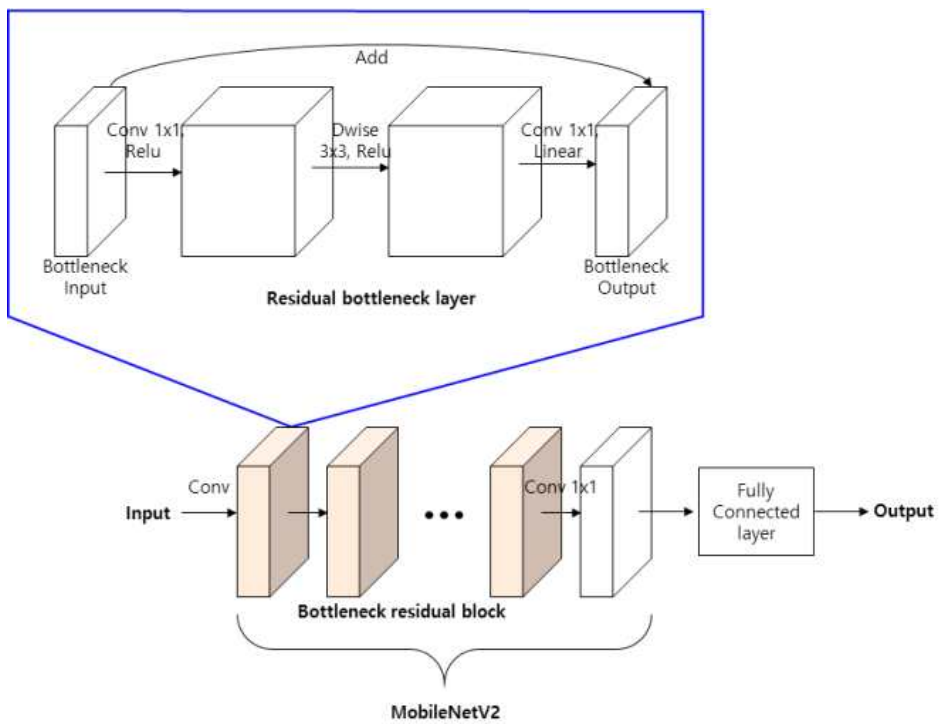 Add
Conv 1x1,
Relu
Dwise
3x3, Relu
Conv 1x1,
Linear
Bottleneck
Input
Bottleneck
Output
Residual bottleneck layer
Conv
Input
Conv 1x1
Fully
Connected
layer
Output
Bottleneck residual block
MobileNetV2